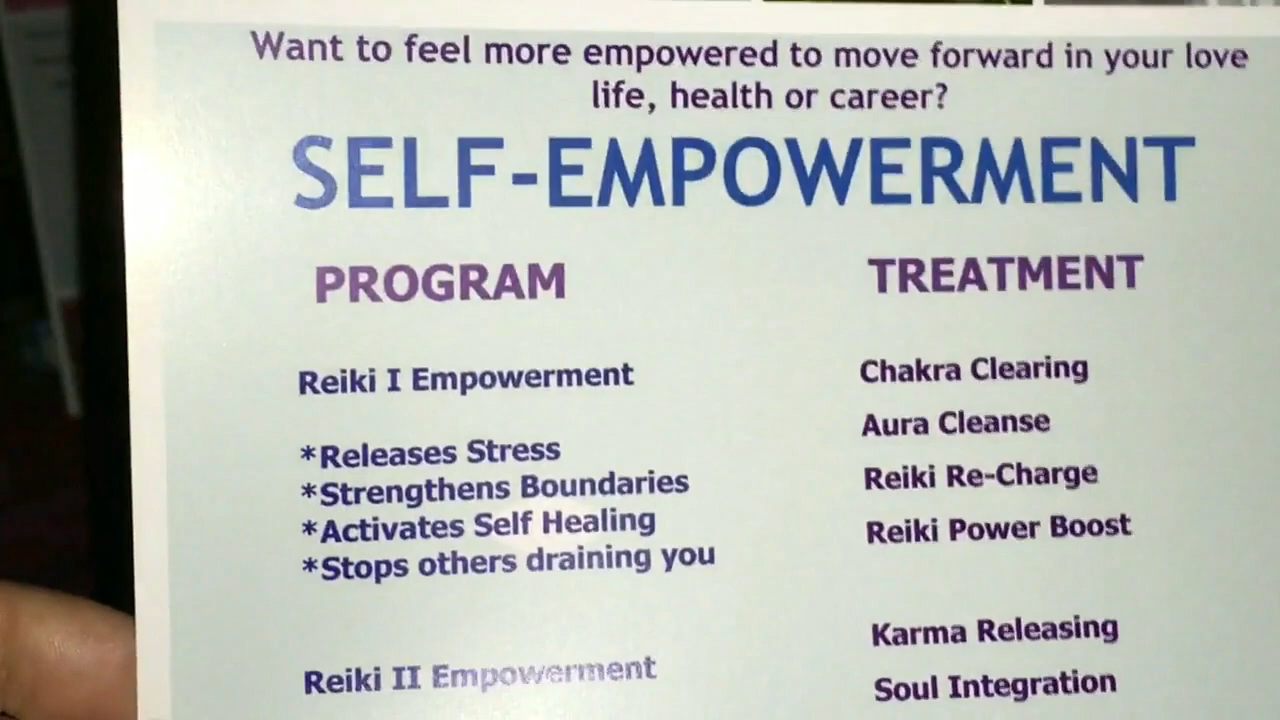 Want to feel more empowered to move forward in your love
life, health or career?
SELF-EMPOWERMENT
PROGRAM
Reiki I Empowerment
*Releases Stress
*Strengthens Boundaries
*Activates Self Healing
*Stops others draining you
Reiki II Empowerment
TREATMENT
Chakra Clearing
Aura Cleanse
Reiki Re-Charge
Reiki Power Boost
Karma Releasing
Soul Integration